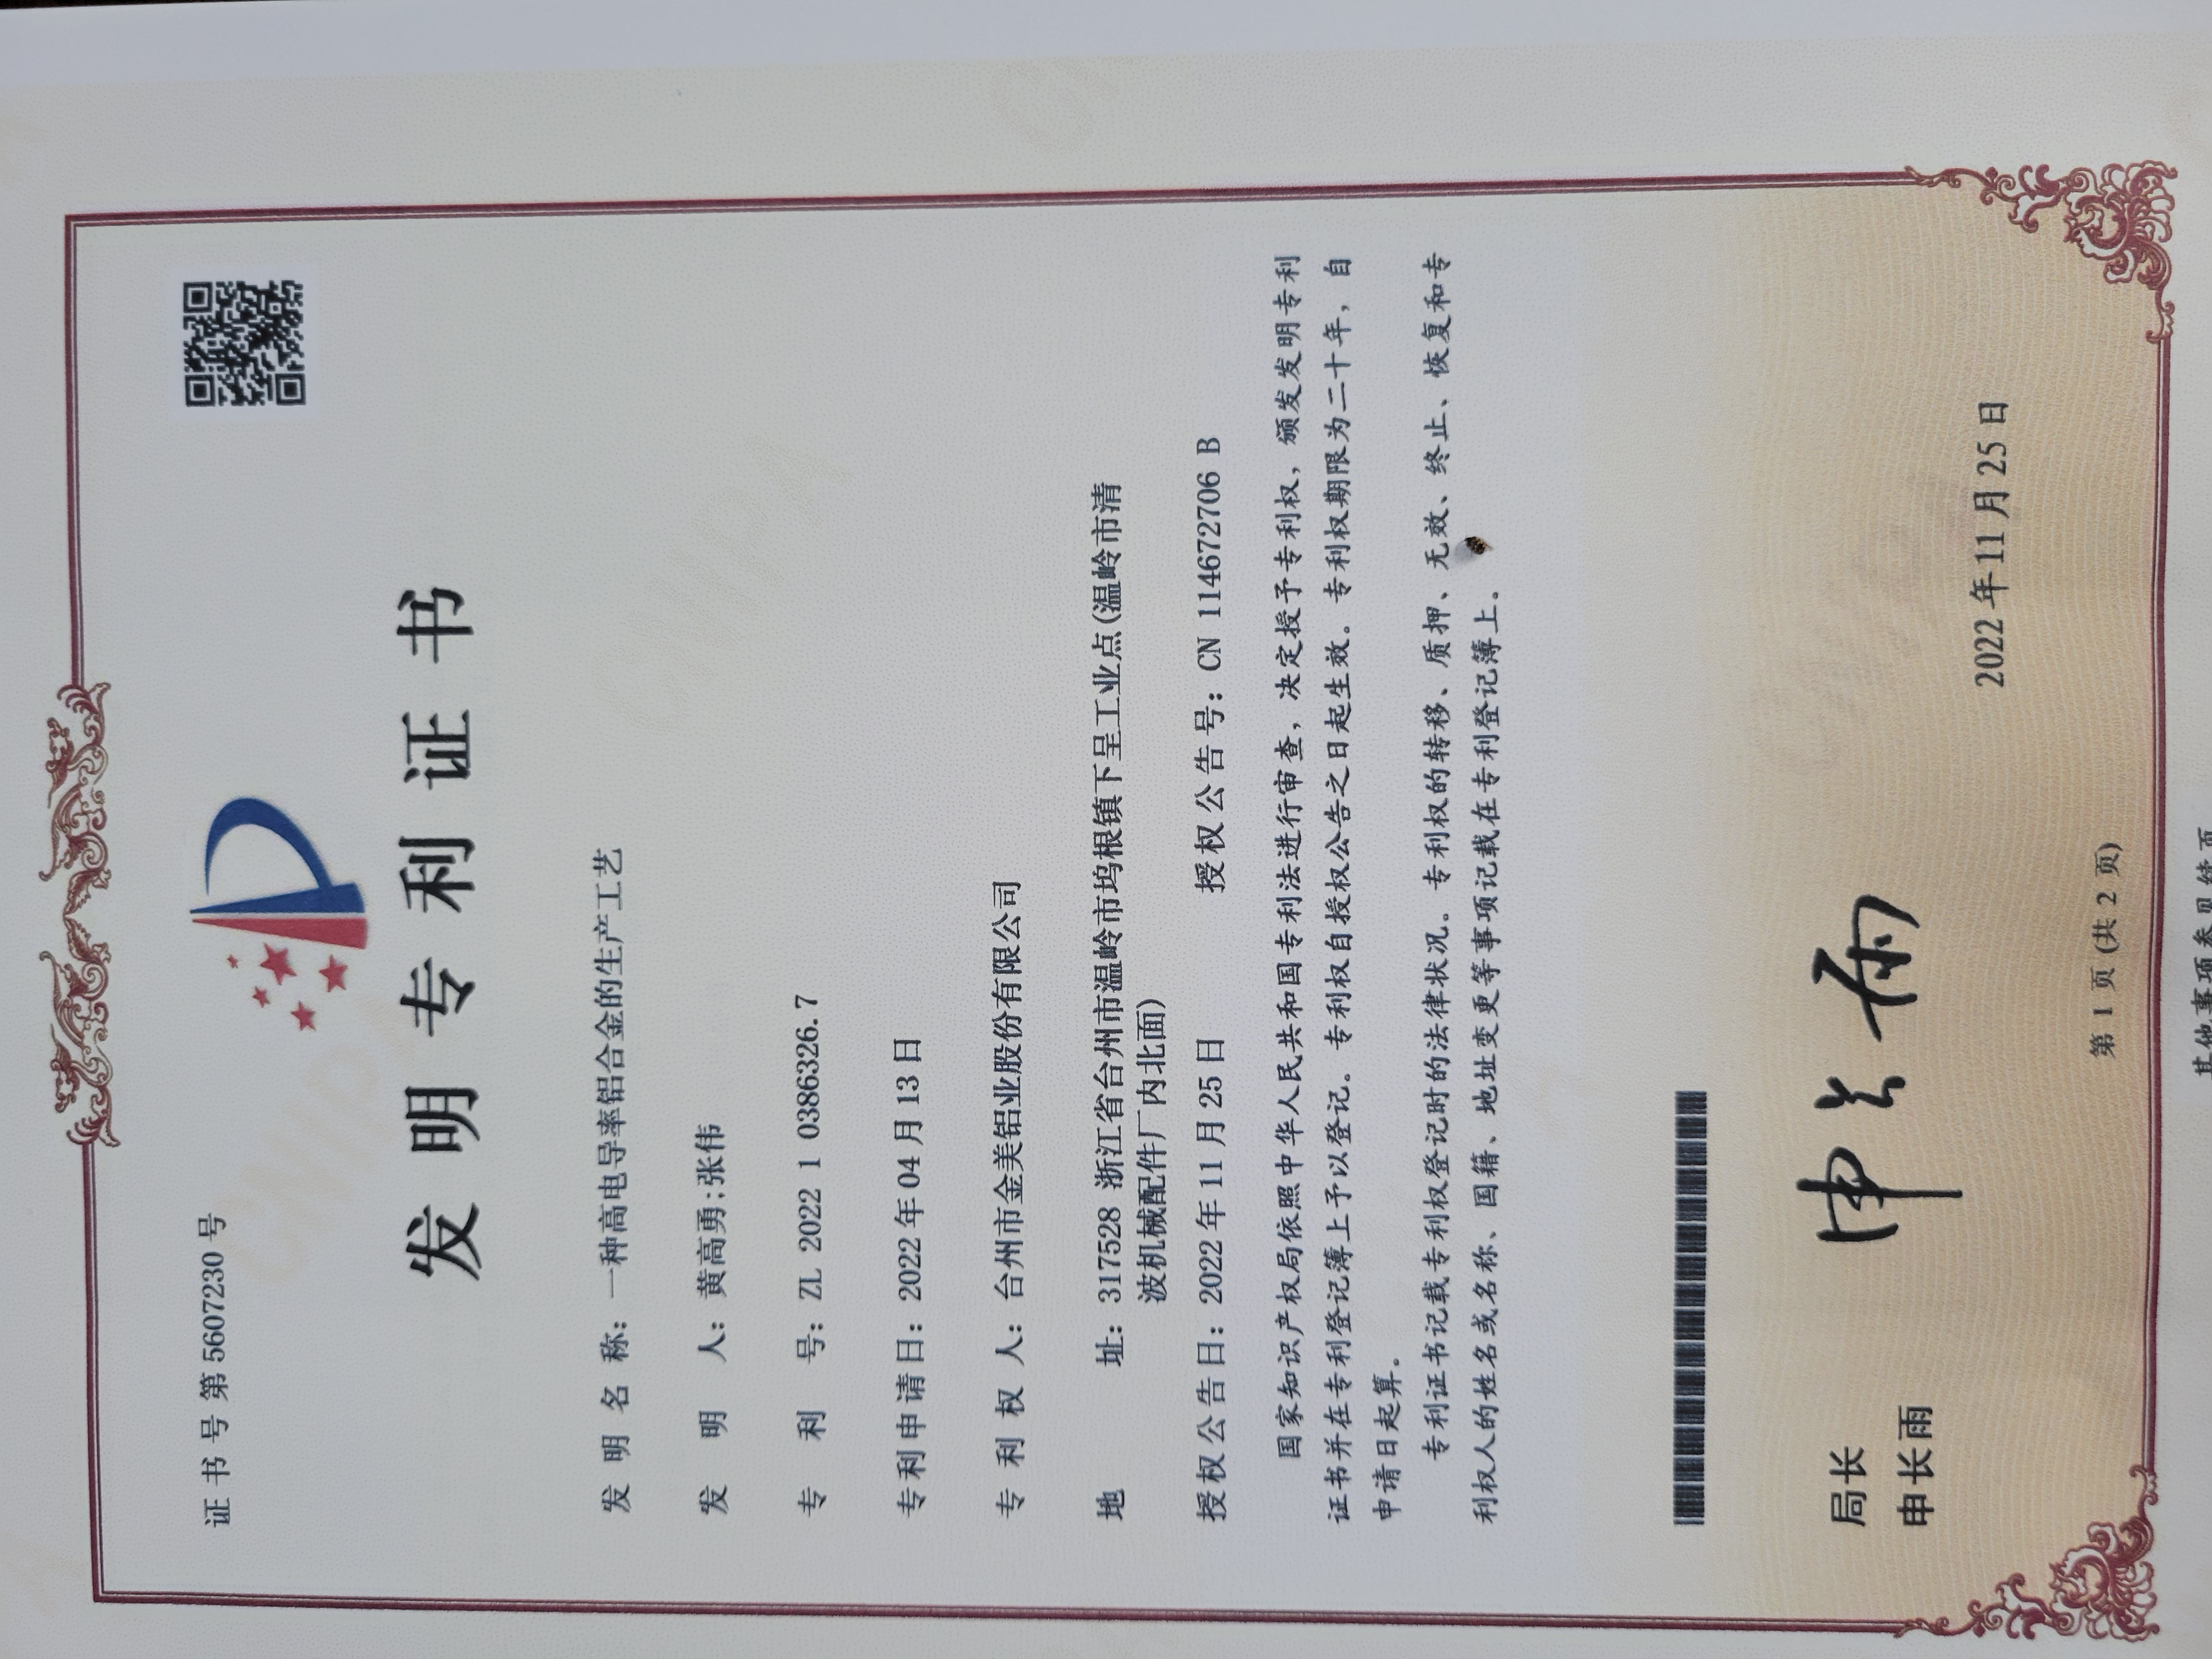 证书号第5607230号
发明专利证书
发明名称：一种高电导率铝合金的生产工艺
发明人：黄高勇;张伟
专利号：ZL 2022 1 0386326.7
专利申请日：2022年04月13日
专利权人：台州市金美铝业股份有限公司
地址：317528 浙江省台州市温岭市坞根镇下呈工业点(温岭市清
波机械配件厂内北面)
授权公告日：2022年11月25日 授权公告号：CN 114672706 B
国家知识产权局依照中华人民共和国专利法进行审查，决定授予专利权，颁发发明专利
证书并在专利登记簿上予以登记。专利权自授权公告之日起生效。专利权期限为二十年，自
申请日起算。
专利证书记载专利权登记时的法律状况。专利权的转移、质押、无效、终止、恢复和专
利权人的姓名或名称、国籍、地址变更等事项记载在专利登记簿上。
局长
申长雨
申长雨
2022年11月25日
第 1 页 (共 2 页)
其他事项参见续页